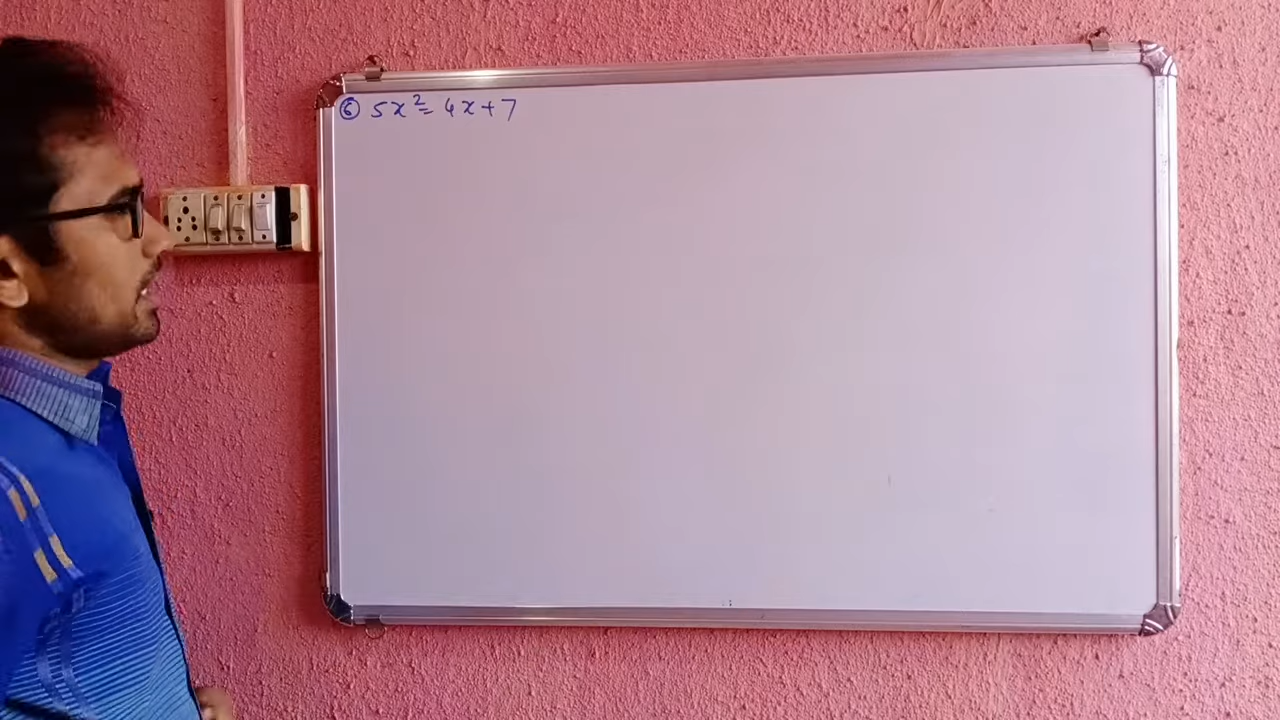 ⑥ 5x² = 4x+7